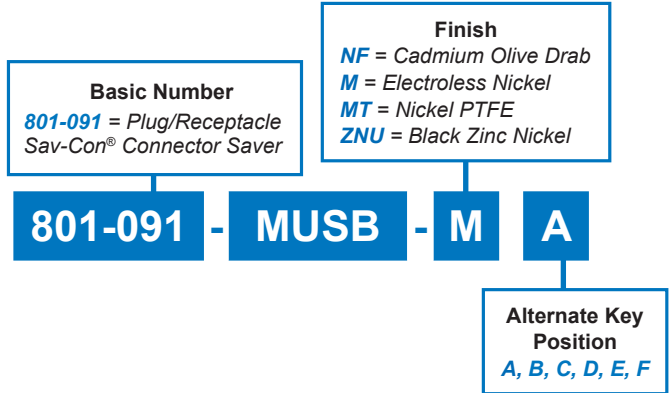 Basic Number
801-091 = Plug/Receptacle
Sav-Con® Connector Saver
Finish
NF = Cadmium Olive Drab
M = Electroless Nickel
MT = Nickel PTFE
ZNU = Black Zinc Nickel
801-091 - MUSB - M A
Alternate Key
Position
A, B, C, D, E, F